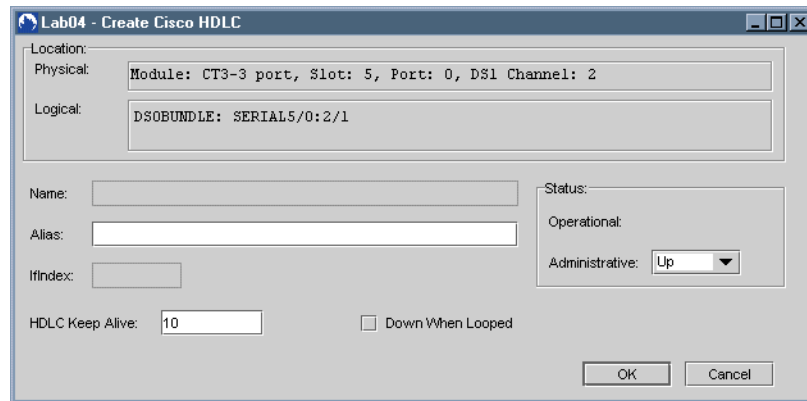 Lab04 - Create Cisco HDLC
Location:
Physical:
Module: CT3-3 port, Slot: 5, Port: 0, DS1 Channel: 2
Logical:
DS0BUNDLE: SERIAL5/0:2/1
Name:
Status:
Operational:
Alias:
Administrative: Up
IfIndex:
HDLC Keep Alive: 10
Down When Looped
OK Cancel